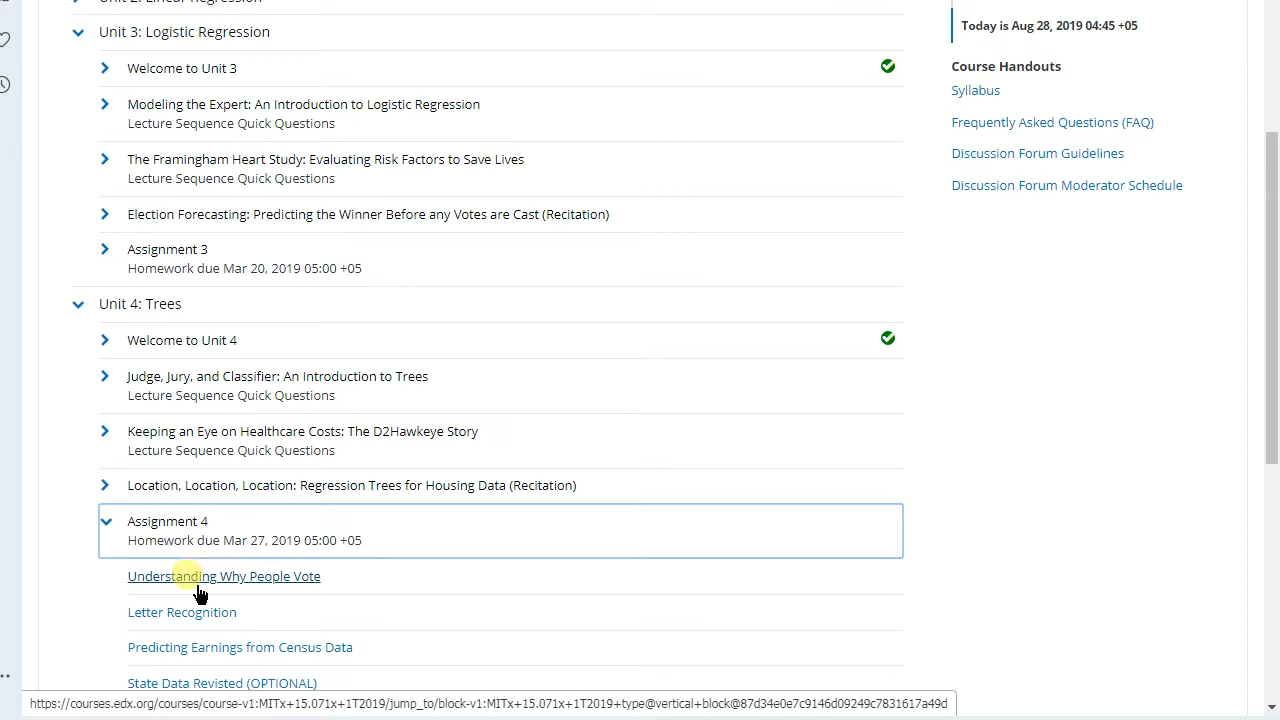 Unit 2: Linear Regression
Unit 3: Logistic Regression
Welcome to Unit 3
Modeling the Expert: An Introduction to Logistic Regression
Lecture Sequence Quick Questions
The Framingham Heart Study: Evaluating Risk Factors to Save Lives
Lecture Sequence Quick Questions
Election Forecasting: Predicting the Winner Before any Votes are Cast (Recitation)
Assignment 3
Homework due Mar 20, 2019 05:00 +05
Unit 4: Trees
Welcome to Unit 4
Judge, Jury, and Classifier: An Introduction to Trees
Lecture Sequence Quick Questions
Keeping an Eye on Healthcare Costs: The D2Hawkeye Story
Lecture Sequence Quick Questions
Location, Location, Location: Regression Trees for Housing Data (Recitation)
Assignment 4
Homework due Mar 27, 2019 05:00 +05
Understanding Why People Vote
Letter Recognition
Predicting Earnings from Census Data
State Data Revisted (OPTIONAL)
Today is Aug 28, 2019 04:45 +05
Course Handouts
Syllabus
Frequently Asked Questions (FAQ)
Discussion Forum Guidelines
Discussion Forum Moderator Schedule
https://courses.edx.org/courses/course-v1:MITx+15.071x+1T2019/jump_to/block-v1:MITx+15.071x+1T2019+type@vertical+block@87d34e0e7c9146d09249c7831617a49d